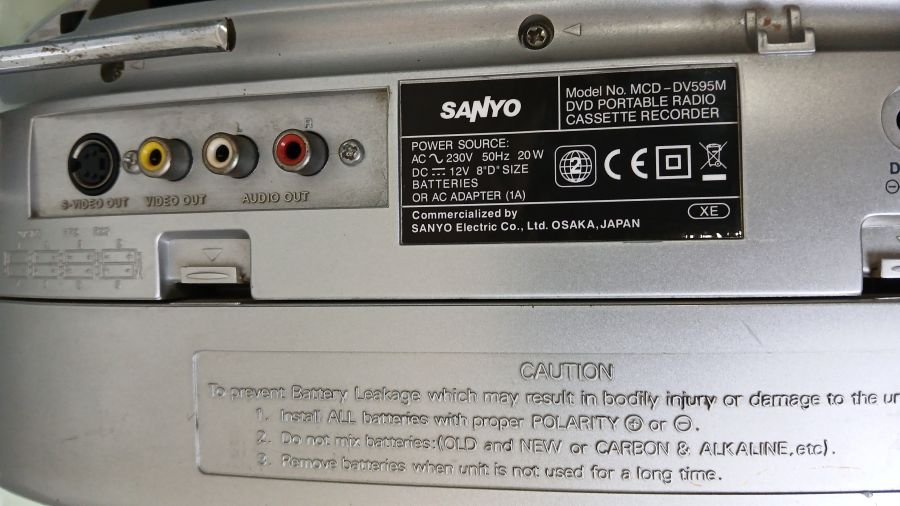 SANYO
Model No. MCD-DV595M
DVD PORTABLE RADIO
CASSETTE RECORDER
POWER SOURCE:
AC ∿ 230V 50Hz 20W
DC ⎓ 12V 8"D" SIZE
BATTERIES
OR AC ADAPTER (1A)
2
CE
Commercialized by
SANYO Electric Co., Ltd. OSAKA, JAPAN
XE
S-VIDEO OUT VIDEO OUT AUDIO OUT
L
R
D
CAUTION
To prevent Battery Leakage which may result in bodily injury or damage to the
1. Install ALL batteries with proper POLARITY ⊕ or ⊖.
2. Do not mix batteries:(OLD and NEW or CARBON & ALKALINE,etc).
3. Remove batteries when unit is not used for a long time.